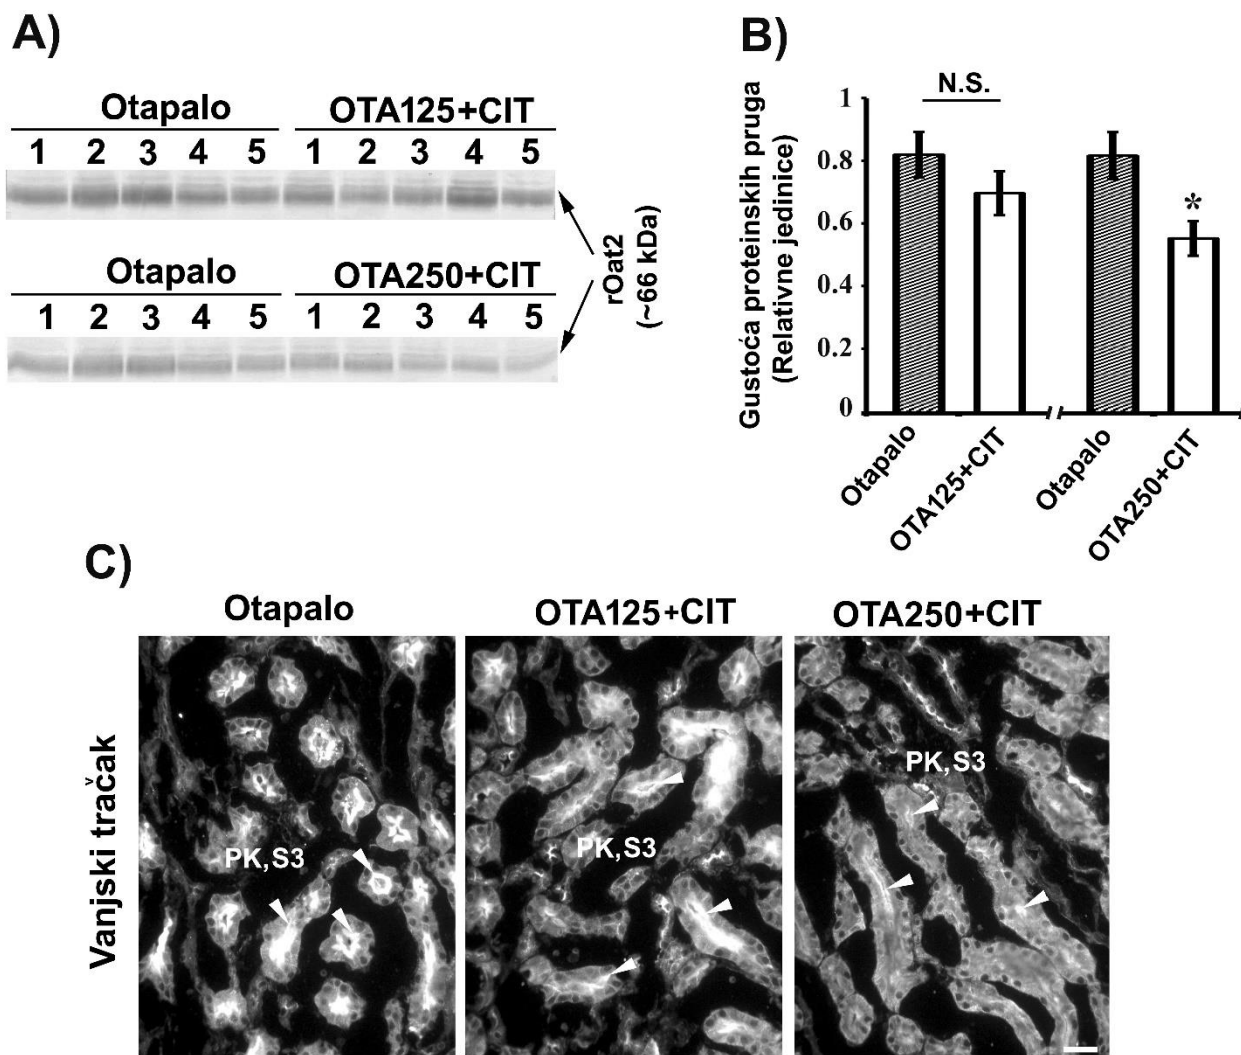 A)
Otapalo OTA125+CIT
1 2 3 4 5 1 2 3 4 5
Otapalo OTA250+CIT
1 2 3 4 5 1 2 3 4 5
rOat2
(~66 kDa)
B)
N.S.
1
0.8
0.6
0.4
0.2
0
*
Gustoća proteinskih pruga
(Relativne jedinice)
Otapalo
OTA125+CIT
Otapalo
OTA250+CIT
C)
Otapalo OTA125+CIT OTA250+CIT
Vanjski tračak
PK,S3
PK,S3
PK,S3